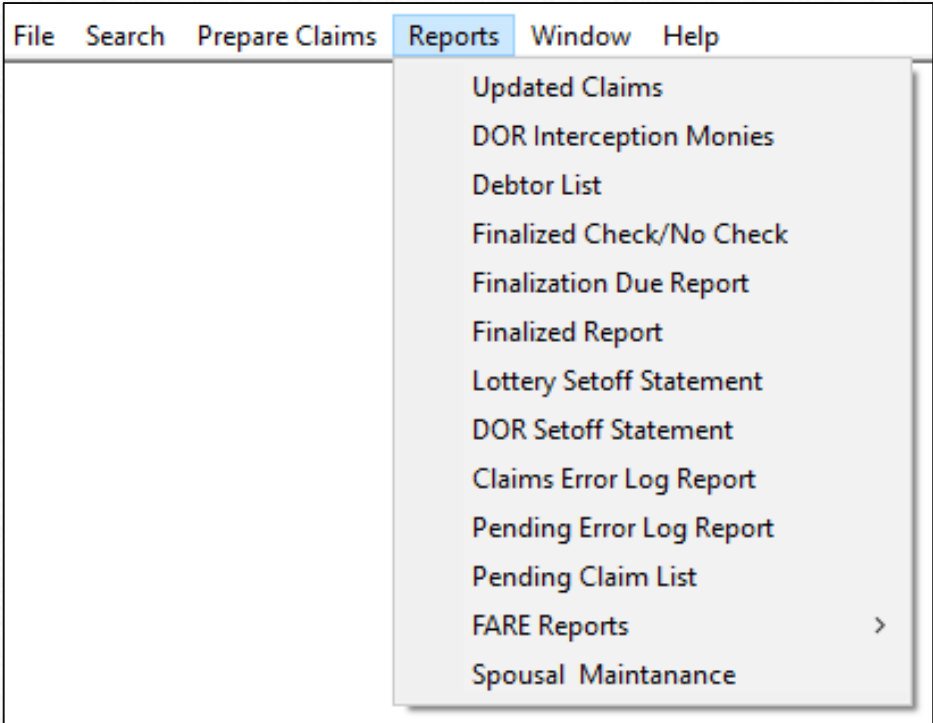 File Search Prepare Claims Reports Window Help
Updated Claims
DOR Interception Monies
Debtor List
Finalized Check/No Check
Finalization Due Report
Finalized Report
Lottery Setoff Statement
DOR Setoff Statement
Claims Error Log Report
Pending Error Log Report
Pending Claim List
FARE Reports
Spousal  Maintanance